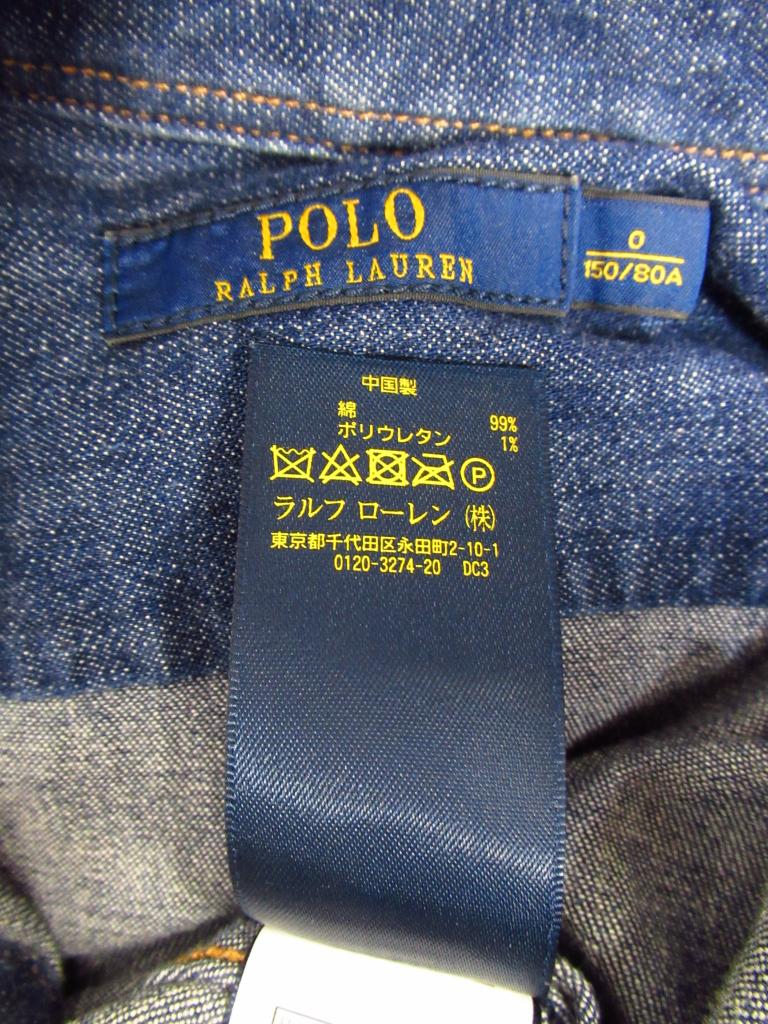 POLO
RALPH LAUREN
0
150/80A
中国製
綿 99%
ポリウレタン 1%
P
ラルフ ローレン (株)
東京都千代田区永田町2-10-1
0120-3274-20 DC3